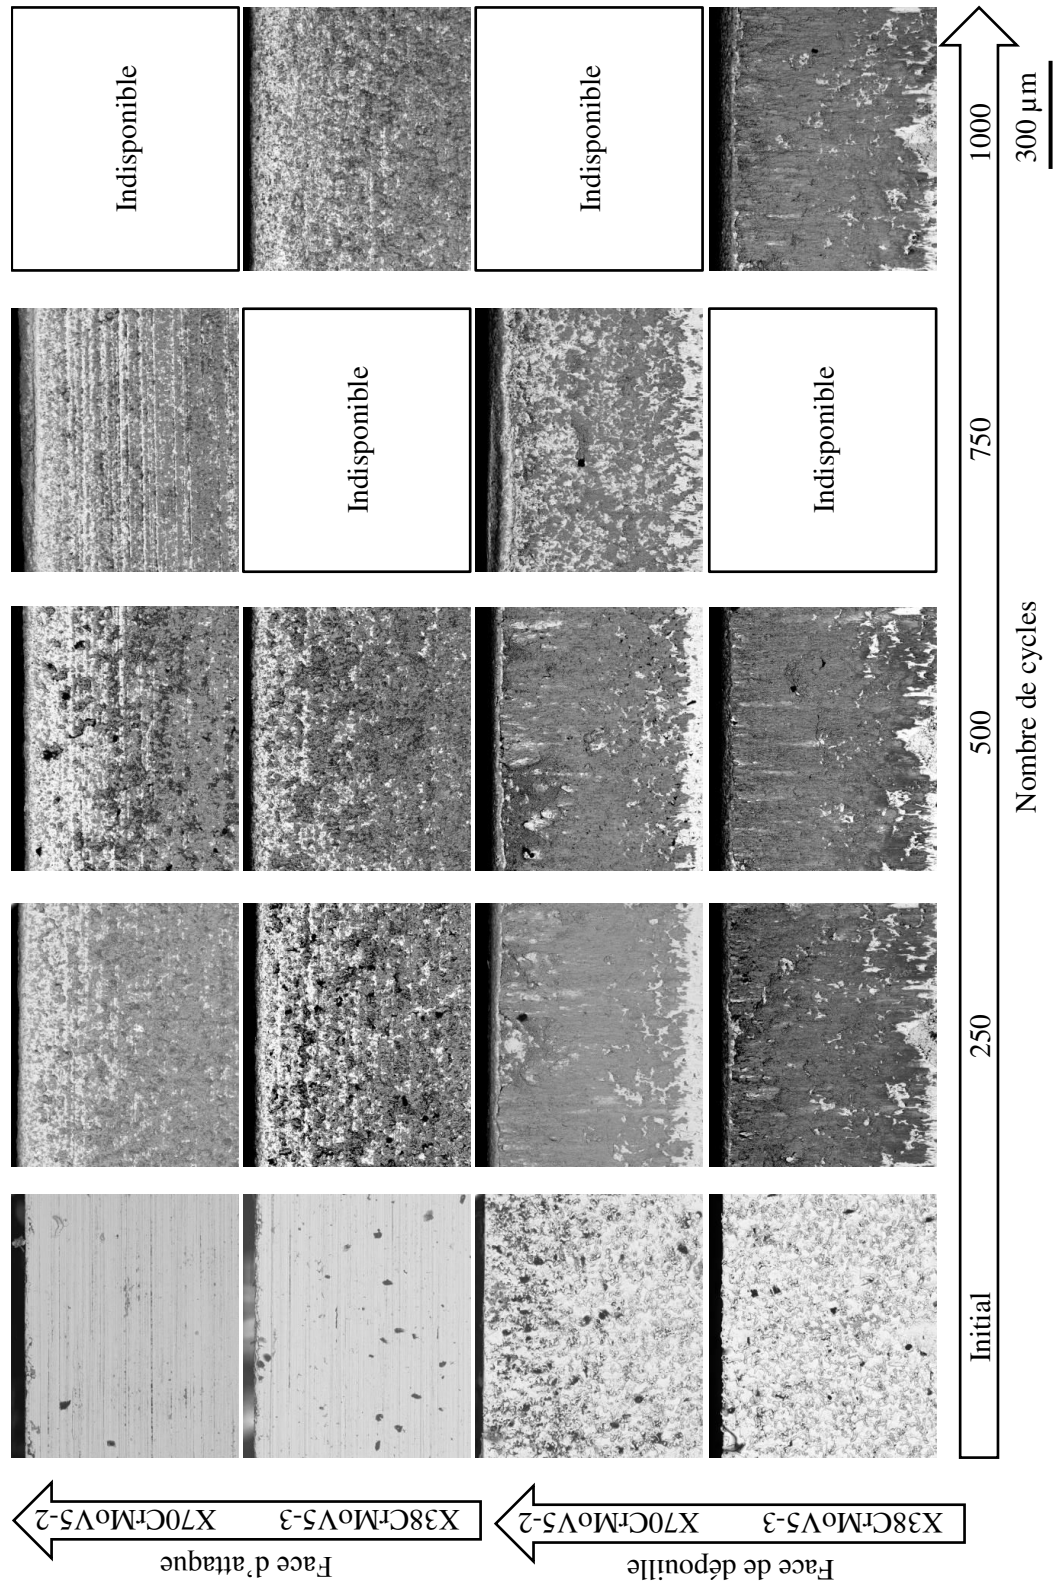 Face d'attaque
X70CrMoV5-2
X38CrMoV5-3
Face de dépouille
X70CrMoV5-2
X38CrMoV5-3
Indisponible
Indisponible
Indisponible
Indisponible
Initial
250
500
750
1000
Nombre de cycles
300 µm